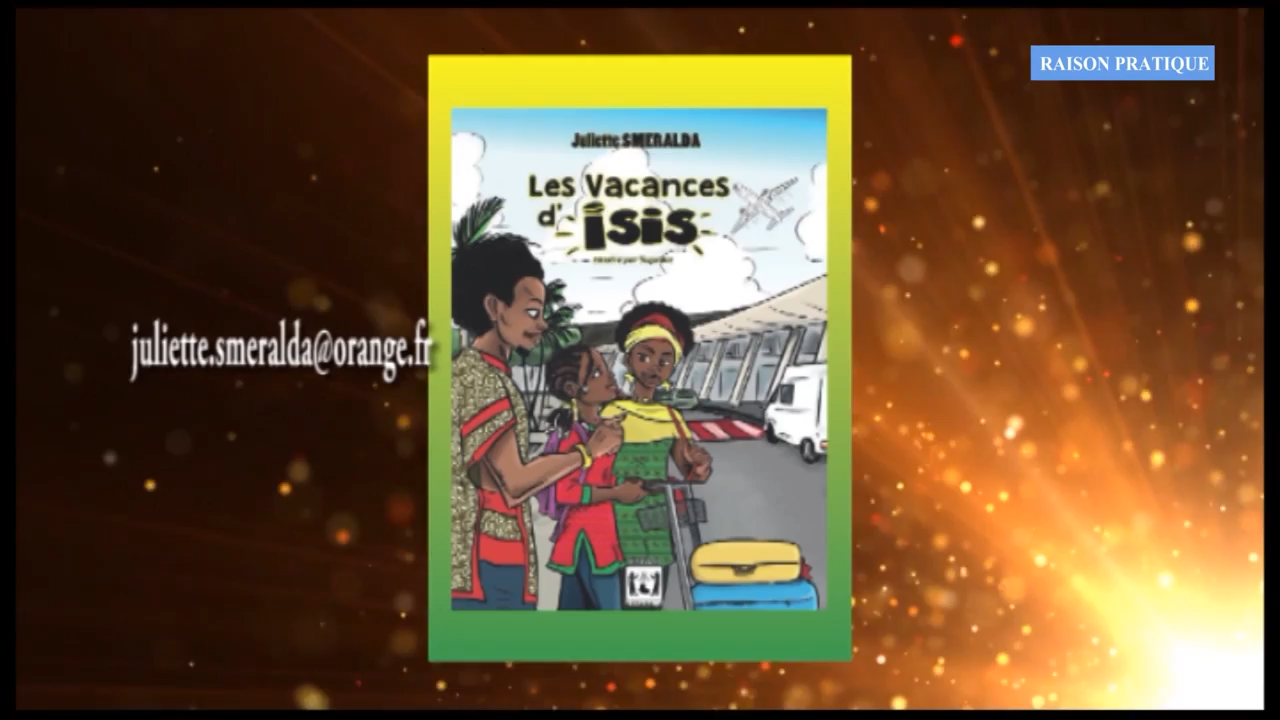 RAISON PRATIQUE
Juliette SMERALDA
Les Vacances
d'isis
juliette.smeralda@orange.fr